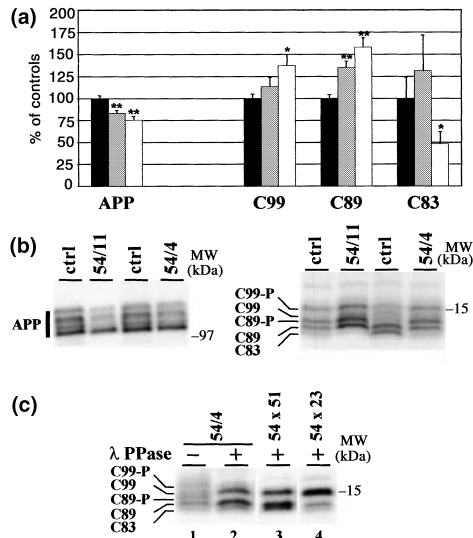 (a)
200
175
150
125
100
75
50
25
0
% of controls
** **
*
** **
*
APP C99 C89 C83
(b)
ctrl 54/11 ctrl 54/4 MW (kDa)
APP
–97
ctrl 54/11 ctrl 54/4 MW (kDa)
C99-P
C99
C89-P
C89
C83
–15
(c)
54/4 54 x 51 54 x 23
λ PPase – + + + MW (kDa)
C99-P
C99
C89-P
C89
C83
–15
1 2 3 4